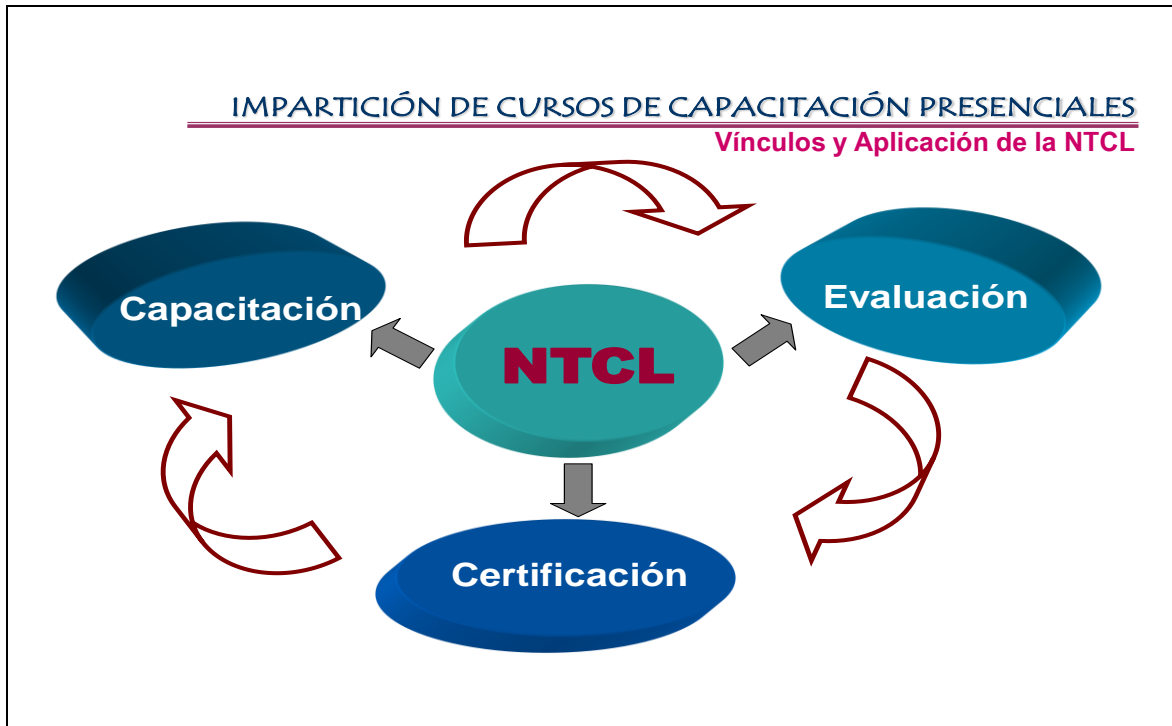 IMPARTICIÓN DE CURSOS DE CAPACITACIÓN PRESENCIALES
Vínculos y Aplicación de la NTCL
Capacitación
Evaluación
NTCL
Certificación